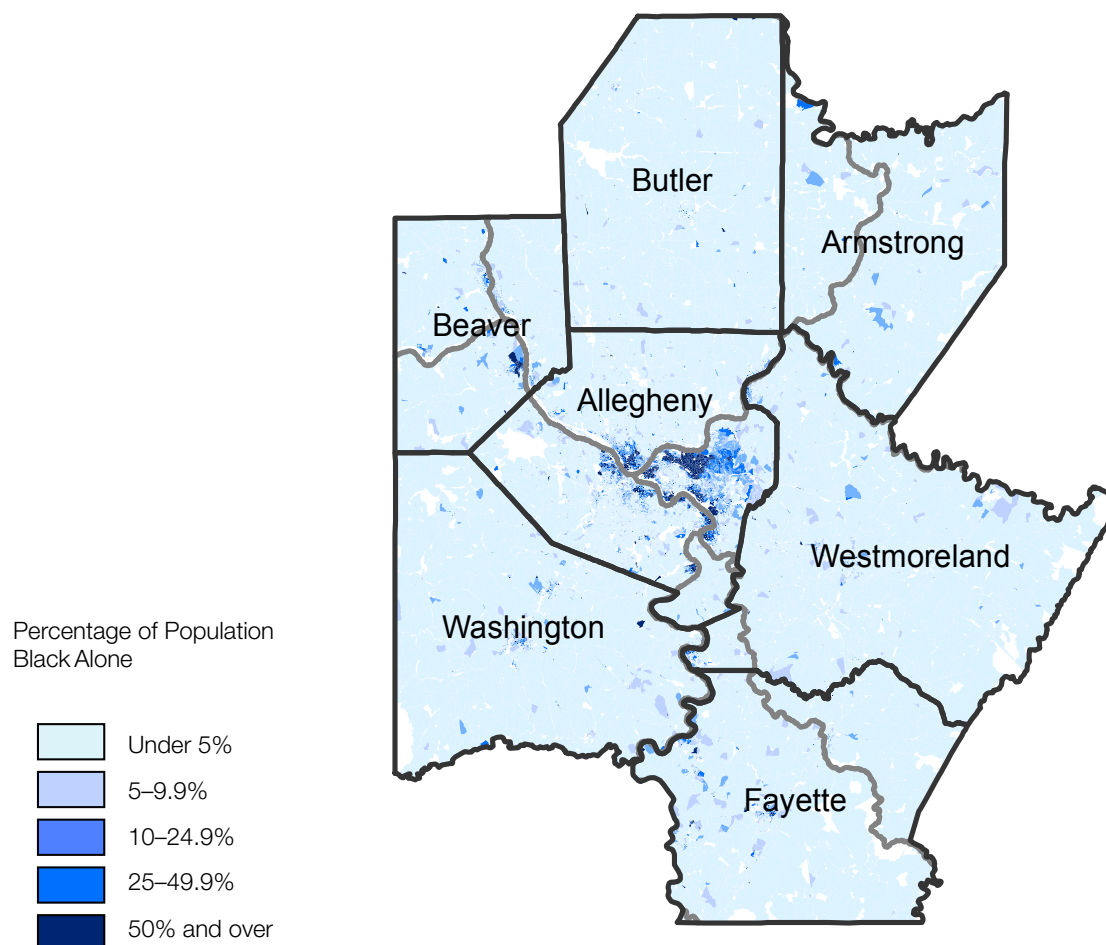 Butler
Armstrong
Beaver
Allegheny
Westmoreland
Washington
Fayette
Percentage of Population
Black Alone
Under 5%
5–9.9%
10–24.9%
25–49.9%
50% and over